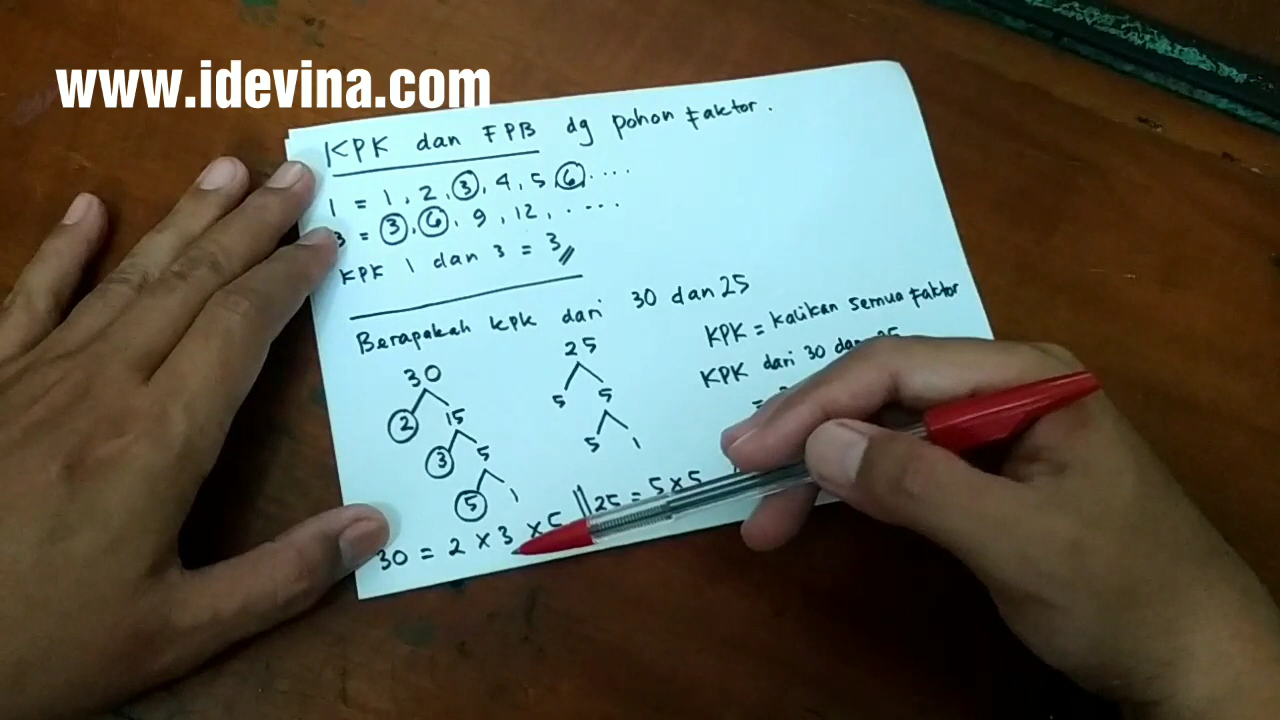 www.idevina.com
KPK dan FPB dg pohon Faktor.
1 = 1, 2, 3, 4, 5, 6, ....
3 = 3, 6, 9, 12, .....
KPK 1 dan 3 = 3
Berapakah kpk dari 30 dan 25
30
2 15
3 5
5 1
25
5 5
5 1
30 = 2 x 3 x 5 || 25 = 5 x 5
KPK = kalikan semua Faktor
KPK dari 30 dan 25
=